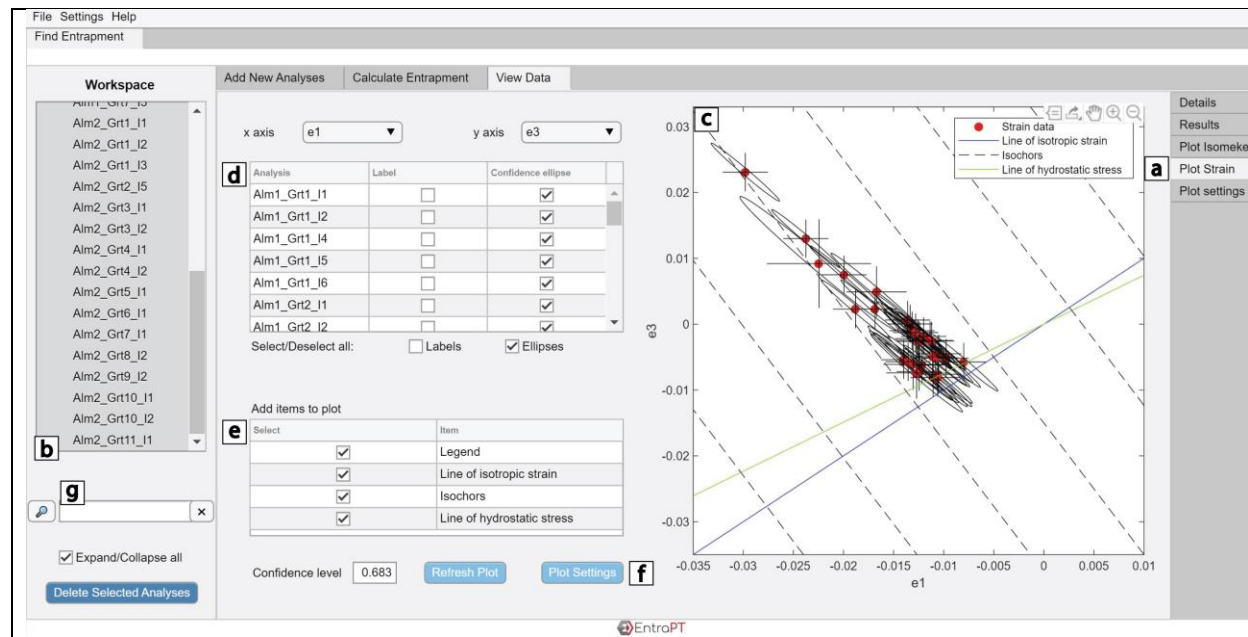 File Settings Help
Find Entrapment
Workspace
Alm1_Grt7_I3
Alm2_Grt1_I1
Alm2_Grt1_I2
Alm2_Grt1_I3
Alm2_Grt2_I5
Alm2_Grt3_I1
Alm2_Grt3_I2
Alm2_Grt4_I1
Alm2_Grt4_I2
Alm2_Grt5_I1
Alm2_Grt6_I1
Alm2_Grt7_I1
Alm2_Grt8_I2
Alm2_Grt9_I2
Alm2_Grt10_I1
Alm2_Grt10_I2
Alm2_Grt11_I1
b
g
Expand/Collapse all
Delete Selected Analyses
Add New Analyses Calculate Entrapment View Data
x axis e1 y axis e3
d
Analysis Label Confidence ellipse
Alm1_Grt1_I1
Alm1_Grt1_I2
Alm1_Grt1_I4
Alm1_Grt1_I5
Alm1_Grt1_I6
Alm1_Grt2_I1
Alm1_Grt2_I2
Select/Deselect all: Labels Ellipses
Add items to plot
e
Select Item
Legend
Line of isotropic strain
Isochors
Line of hydrostatic stress
Confidence level 0.683 Refresh Plot Plot Settings f
c
Strain data
Line of isotropic strain
Isochors
Line of hydrostatic stress
0.03
0.02
0.01
0
-0.01
-0.02
-0.03
e3
-0.035 -0.03 -0.025 -0.02 -0.015 -0.01 -0.005 0 0.005 0.01
e1
Details
Results
Plot Isomeke
a
Plot Strain
Plot settings
EntraPT